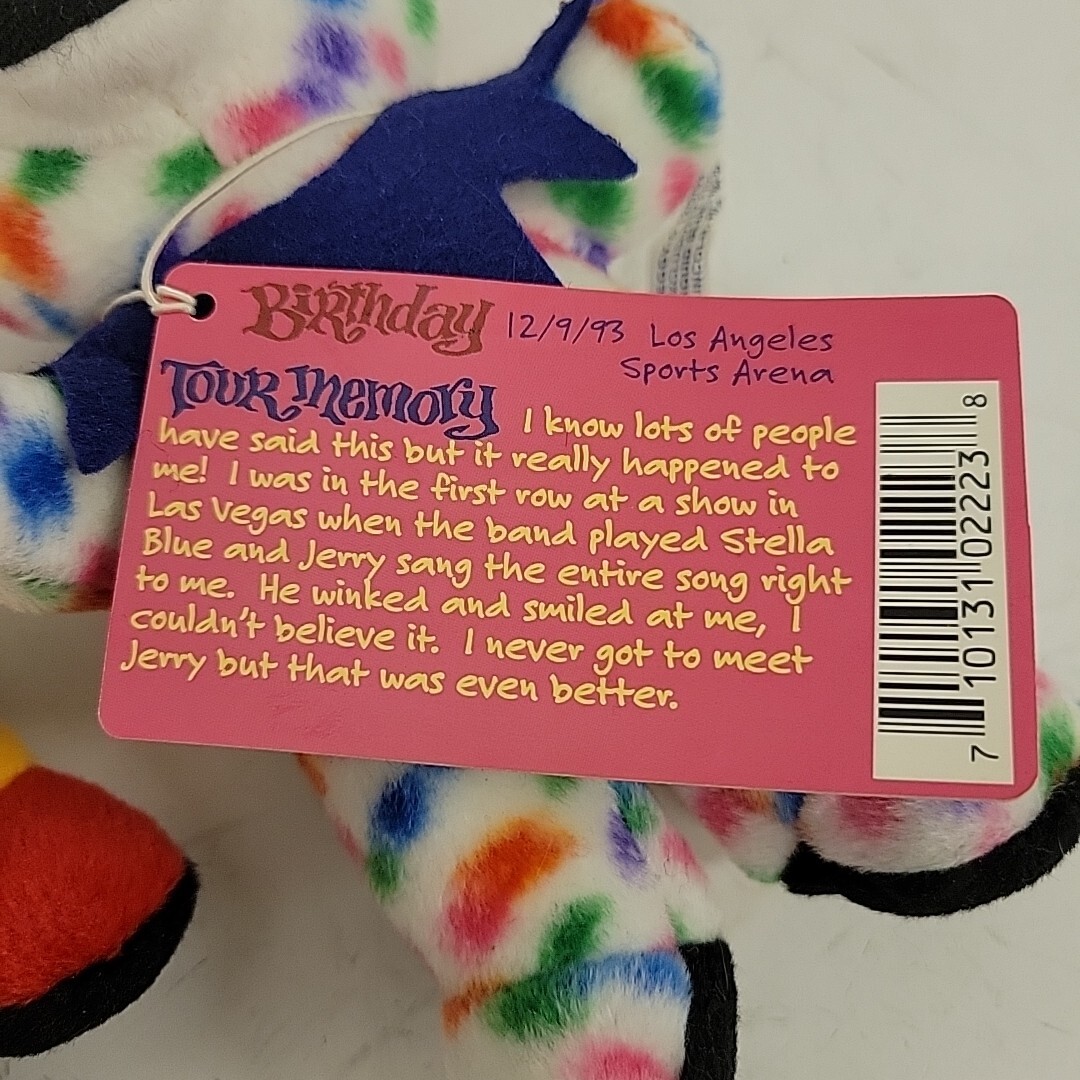 Birthday 12/9/93 Los Angeles
Sports Arena
Tour Memory I know lots of people
have said this but it really happened to
me! I was in the first row at a show in
Las Vegas when the band played Stella
Blue and Jerry sang the entire song right
to me. He winked and smiled at me, I
couldn't believe it. I never got to meet
Jerry but that was even better.
7 10131 02223 8